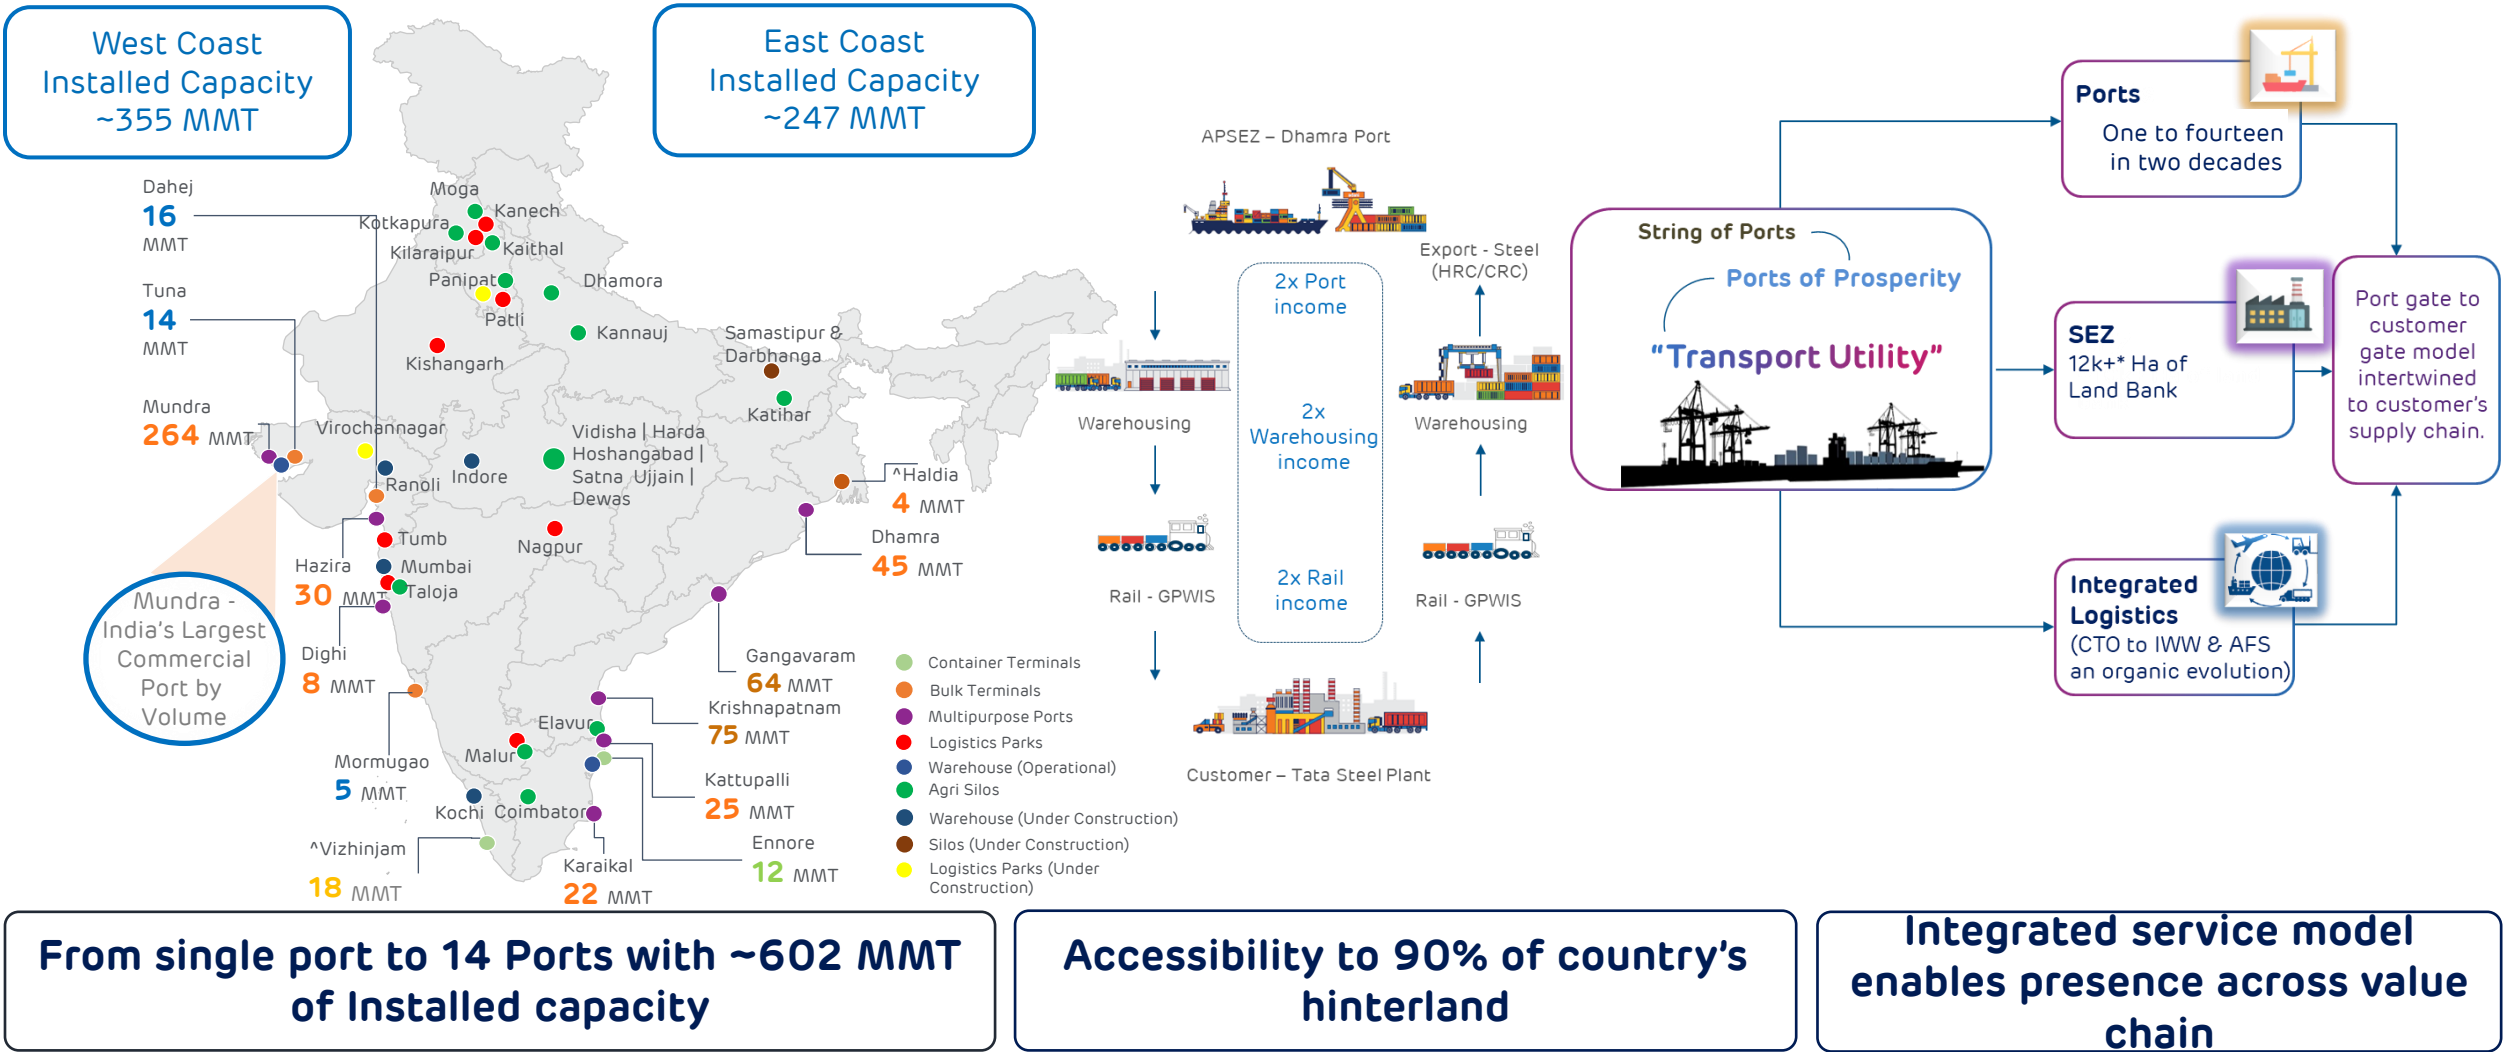 West Coast
Installed Capacity
~355 MMT
East Coast
Installed Capacity
~247 MMT
Dahej
16
MMT
Tuna
14
MMT
Mundra
264 MMT
Mundra -
India's Largest
Commercial
Port by
Volume
Hazira
30 MMT
Dighi
8 MMT
Mormugao
5 MMT
^Vizhinjam
18 MMT
Moga
Kanech
Kotkapura
Kilaraipur
Kaithal
Panipat
Dhamora
Patli
Kannauj
Kishangarh
Samastipur &
Darbhanga
Katihar
Virochannagar
Ranoli
Indore
Vidisha | Harda
Hoshangabad |
Satna Ujjain |
Dewas
Nagpur
Tumb
Mumbai
Taloja
Elavur
Malur
Kochi
Coimbator
^Haldia
4 MMT
Dhamra
45 MMT
Gangavaram
64 MMT
Krishnapatnam
75 MMT
Kattupalli
25 MMT
Ennore
12 MMT
Karaikal
22 MMT
Container Terminals
Bulk Terminals
Multipurpose Ports
Logistics Parks
Warehouse (Operational)
Agri Silos
Warehouse (Under Construction)
Silos (Under Construction)
Logistics Parks (Under
Construction)
APSEZ – Dhamra Port
Warehousing
Rail - GPWIS
Customer – Tata Steel Plant
2x Port
income
2x
Warehousing
income
2x Rail
income
Export - Steel
(HRC/CRC)
Warehousing
Rail - GPWIS
String of Ports
Ports of Prosperity
“Transport Utility”
Ports
One to fourteen
in two decades
SEZ
12k+* Ha of
Land Bank
Integrated
Logistics
(CTO to IWW & AFS
an organic evolution)
Port gate to
customer
gate model
intertwined
to customer's
supply chain.
From single port to 14 Ports with ~602 MMT
of Installed capacity
Accessibility to 90% of country's
hinterland
Integrated service model
enables presence across value
chain